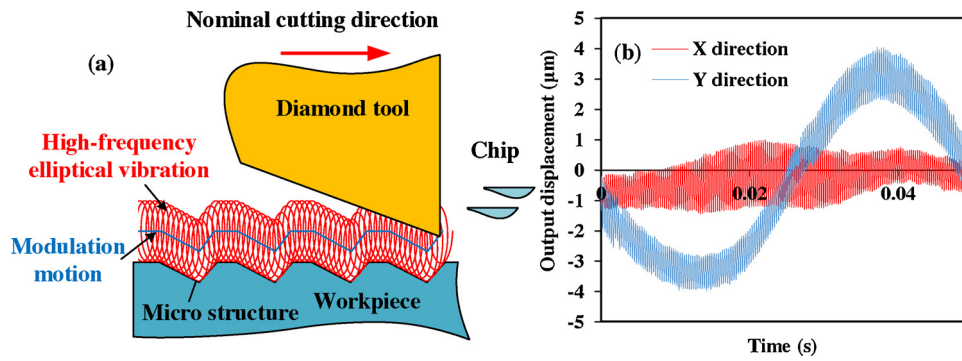 Nominal cutting direction
(a)
Diamond tool
High-frequency
elliptical vibration
Chip
Modulation
motion
Micro structure
Workpiece
(b)
X direction
Y direction
Output displacement (μm)
5
4
3
2
1
0
-1
-2
-3
-4
-5
0
0.02
0.04
Time (s)